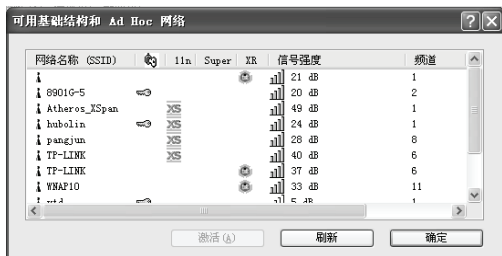 可用基础结构和 Ad Hoc 网络
网络名称 (SSID) 11n Super XR 信号强度 频道
21 dB 1
8901G-5 20 dB 2
Atheros_XSpan XS 49 dB 1
hubolin XS 24 dB 1
pangjun XS 28 dB 8
TP-LINK XS 40 dB 6
TP-LINK 37 dB 6
WNAP10 33 dB 11
5 dB 1
激活(A) 刷新 确定